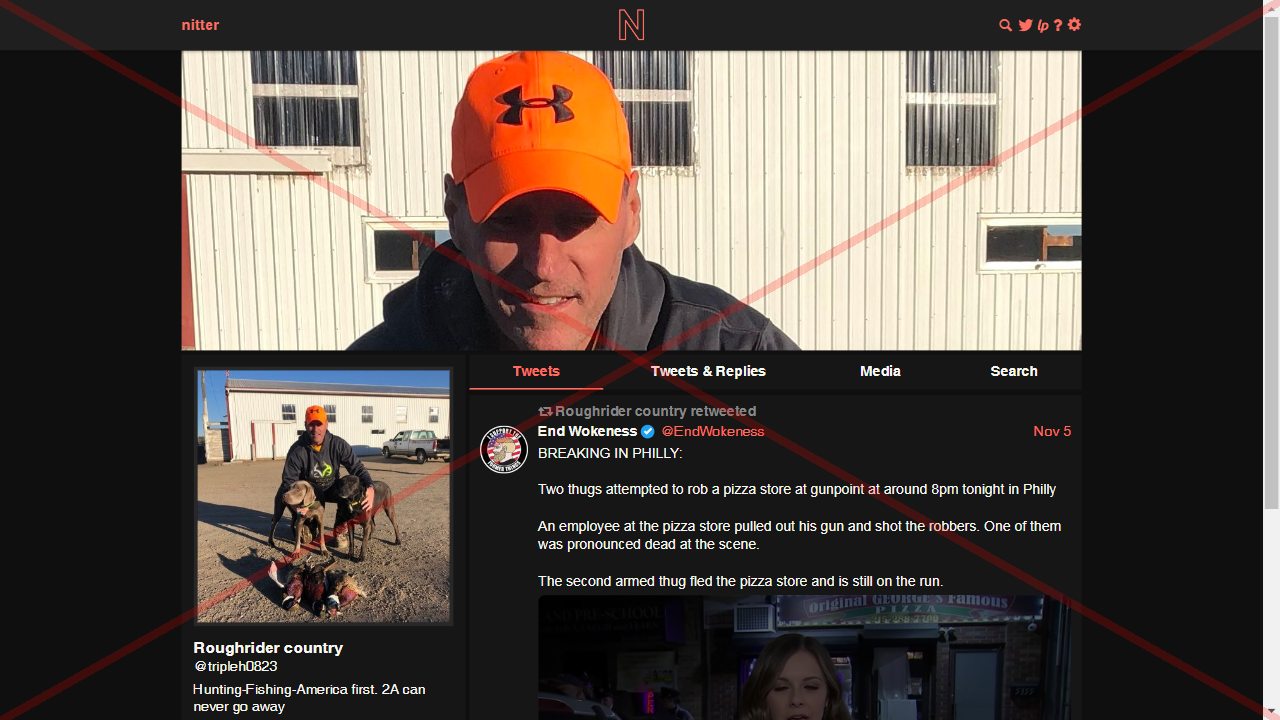 nitter
N
lp ?
Tweets
Tweets & Replies
Media
Search
Roughrider country retweeted
End Wokeness @EndWokeness
Nov 5
BREAKING IN PHILLY:
Two thugs attempted to rob a pizza store at gunpoint at around 8pm tonight in Philly
An employee at the pizza store pulled out his gun and shot the robbers. One of them
was pronounced dead at the scene.
The second armed thug fled the pizza store and is still on the run.
original GEORGE'S Famous
PIZZA
Roughrider country
@tripleh0823
Hunting-Fishing-America first. 2A can
never go away